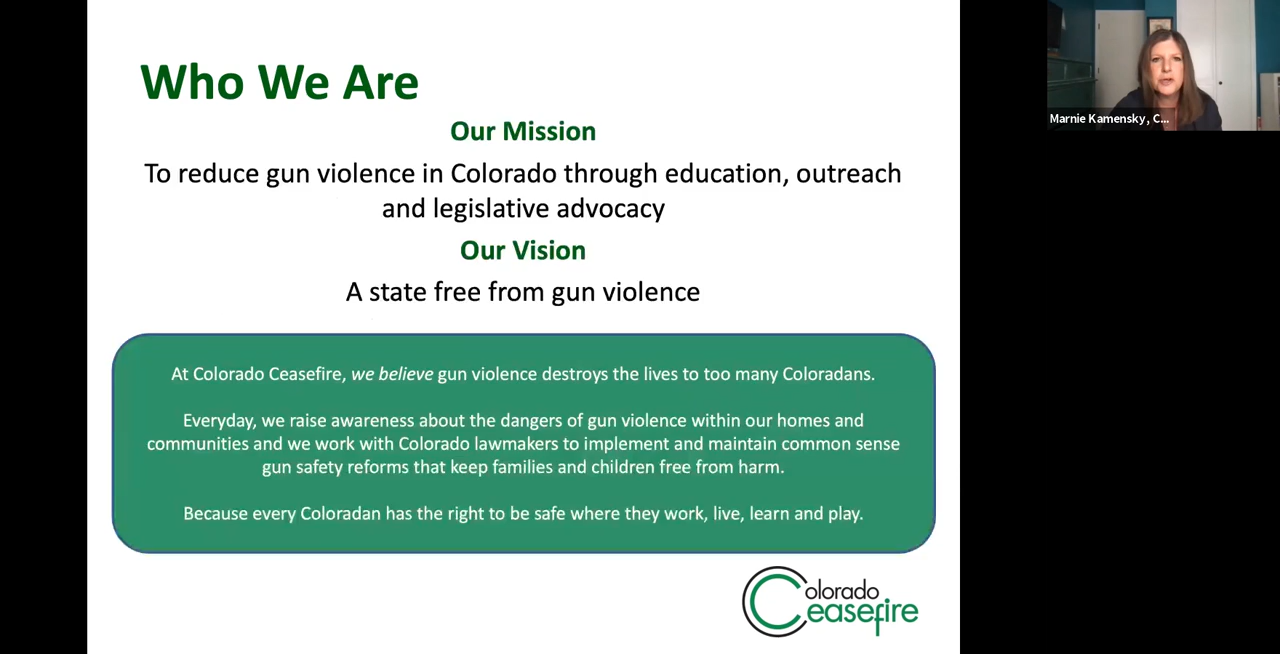 Who We Are
Our Mission
To reduce gun violence in Colorado through education, outreach
and legislative advocacy
Our Vision
A state free from gun violence
At Colorado Ceasefire, we believe gun violence destroys the lives to too many Coloradans.
Everyday, we raise awareness about the dangers of gun violence within our homes and
communities and we work with Colorado lawmakers to implement and maintain common sense
gun safety reforms that keep families and children free from harm.
Because every Coloradan has the right to be safe where they work, live, learn and play.
Colorado
Ceasefire
Marnie Kamensky, C...